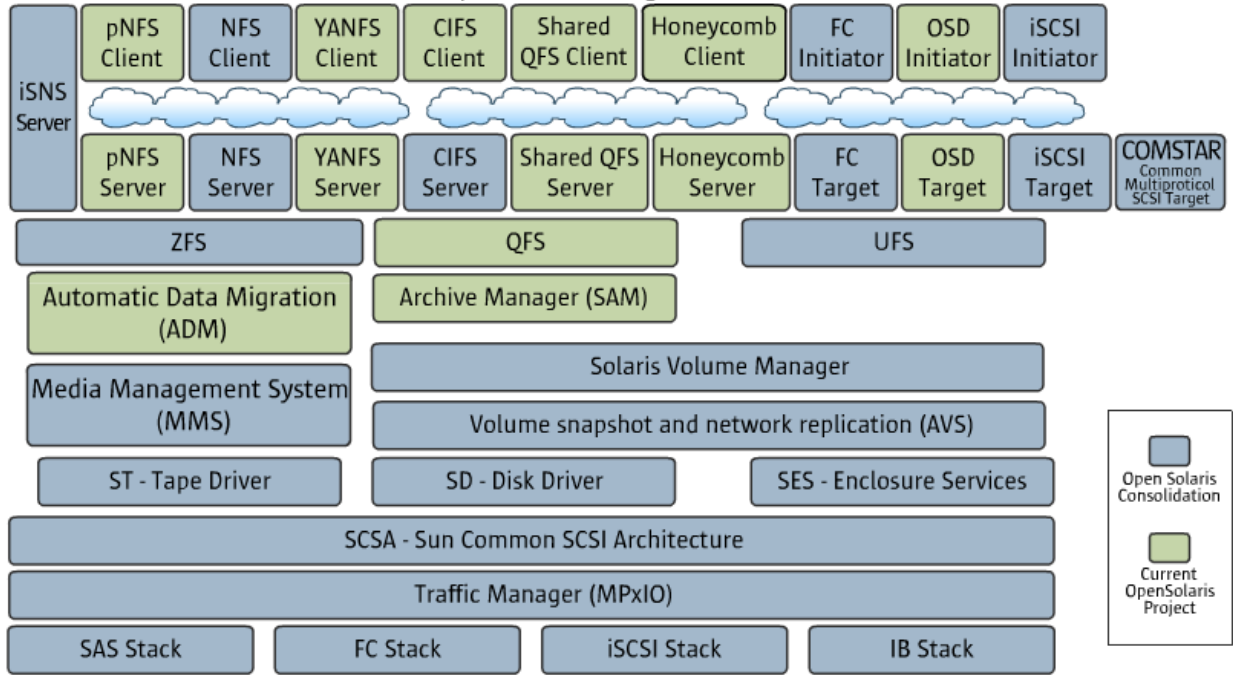 iSNS
Server
pNFS
Client
NFS
Client
YANFS
Client
CIFS
Client
Shared
QFS Client
Honeycomb
Client
FC
Initiator
OSD
Initiator
iSCSI
Initiator
pNFS
Server
NFS
Server
YANFS
Server
CIFS
Server
Shared QFS
Server
Honeycomb
Server
FC
Target
OSD
Target
iSCSI
Target
COMSTAR
Common
Multiproticol
SCSI Target
ZFS
QFS
UFS
Automatic Data Migration
(ADM)
Archive Manager (SAM)
Solaris Volume Manager
Media Management System
(MMS)
Volume snapshot and network replication (AVS)
ST - Tape Driver
SD - Disk Driver
SES - Enclosure Services
SCSA - Sun Common SCSI Architecture
Traffic Manager (MPxIO)
SAS Stack
FC Stack
iSCSI Stack
IB Stack
Open Solaris
Consolidation
Current
OpenSolaris
Project